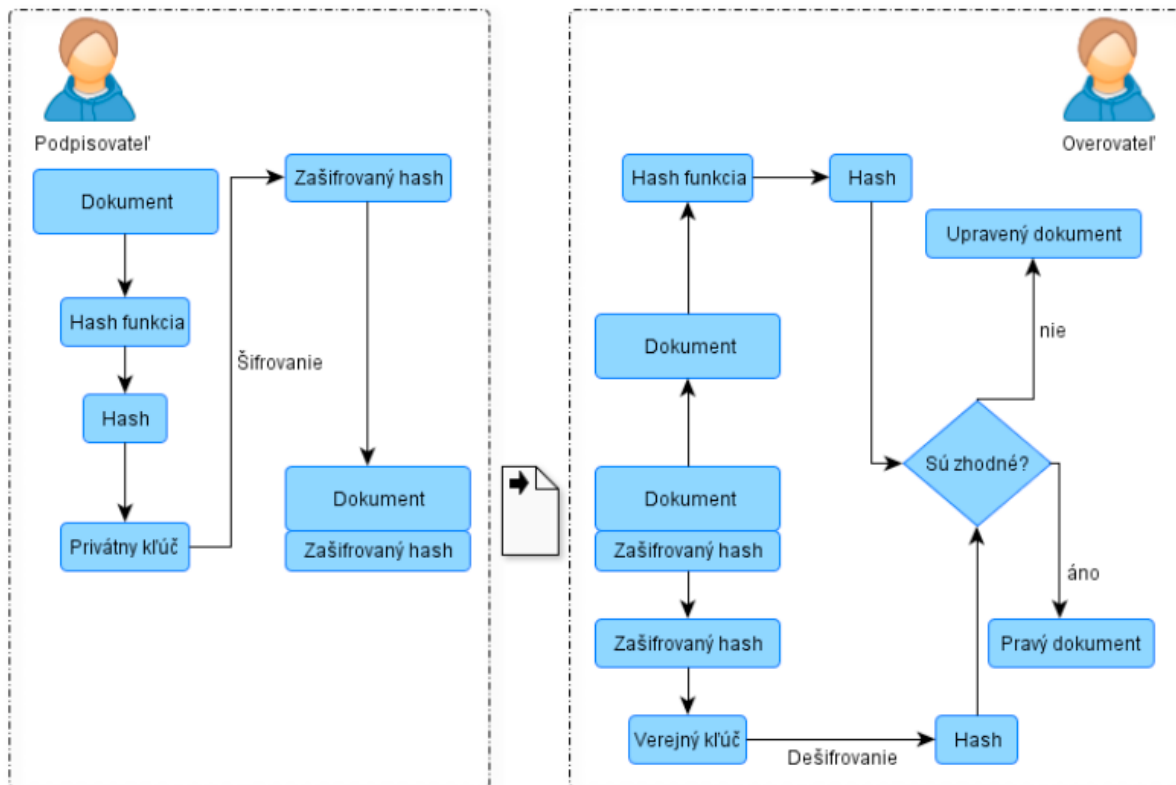 Podpisovateľ
Dokument
Hash funkcia
Hash
Privátny kľúč
Šifrovanie
Zašifrovaný hash
Dokument
Zašifrovaný hash
Overovateľ
Hash funkcia
Hash
Upravený dokument
nie
Dokument
Sú zhodné?
Dokument
Zašifrovaný hash
áno
Zašifrovaný hash
Pravý dokument
Verejný kľúč
Dešifrovanie
Hash